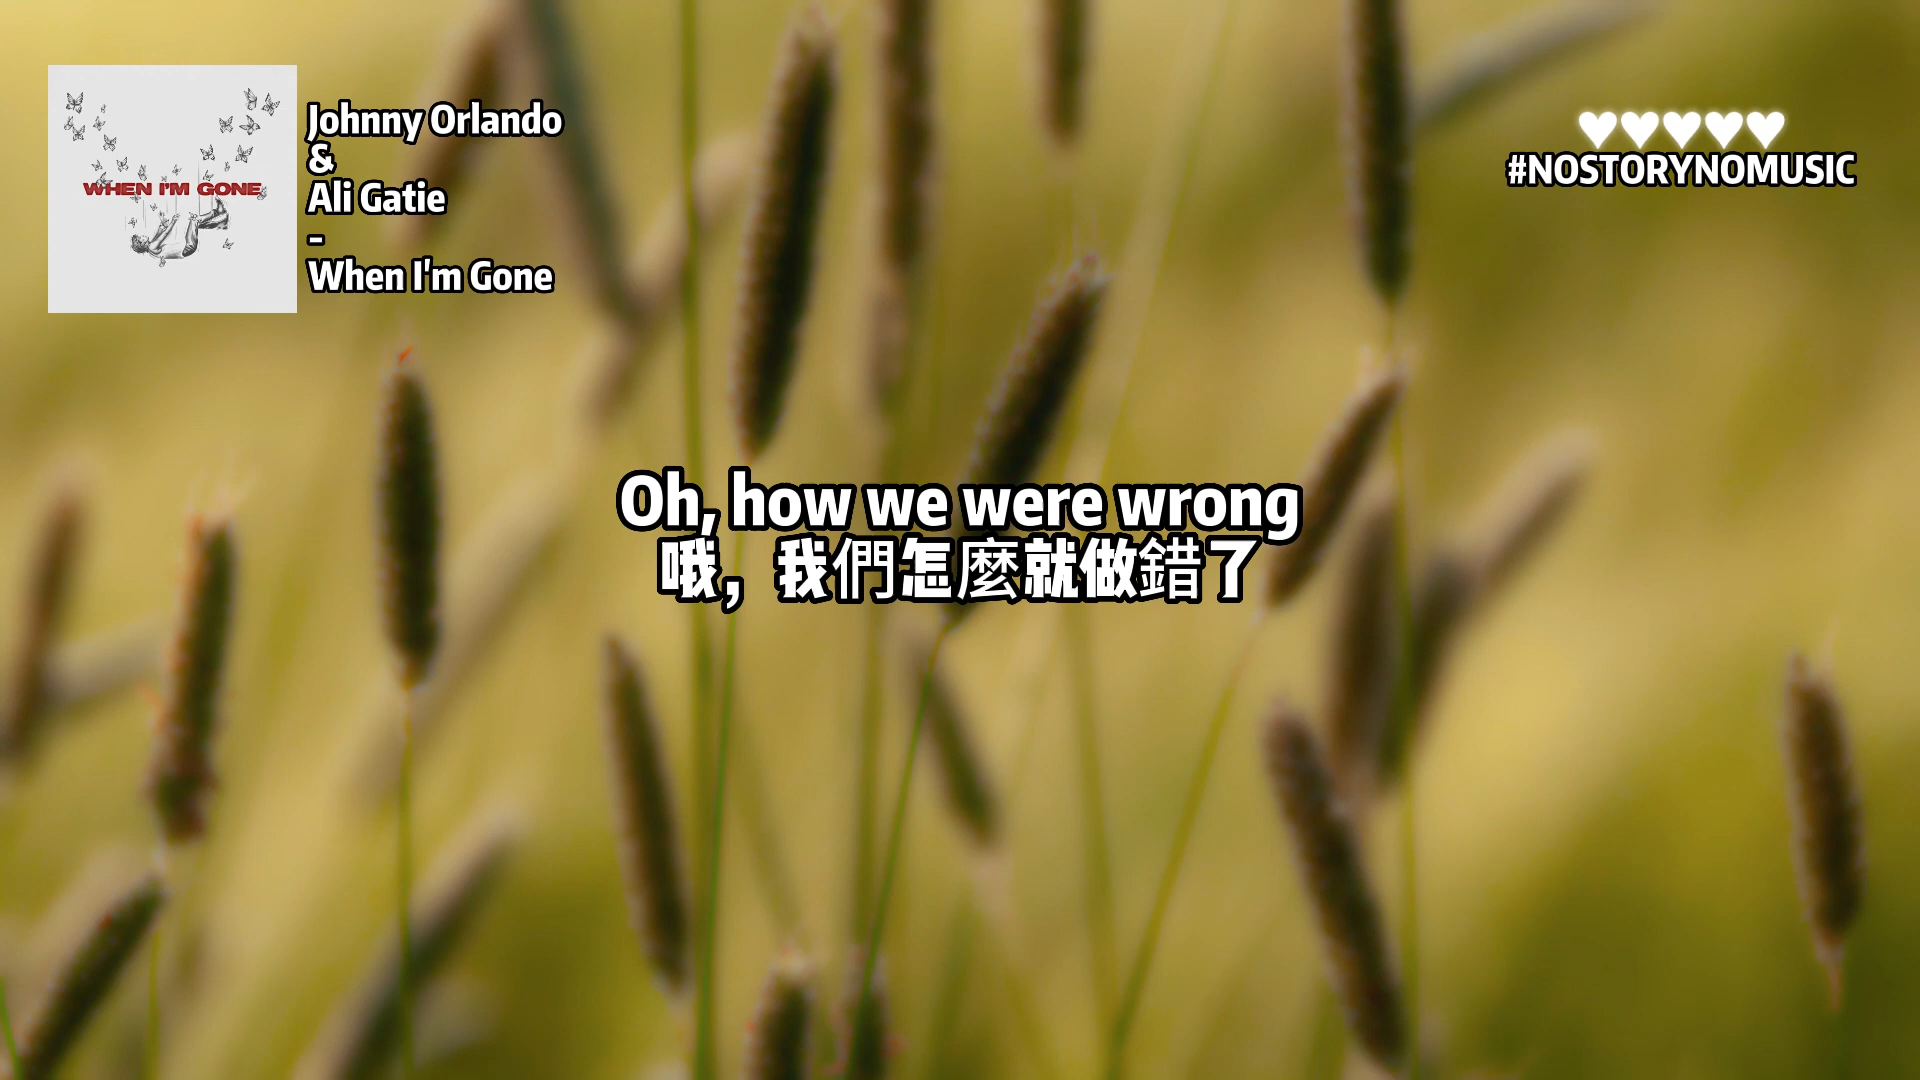 WHEN I'M GONE
Johnny Orlando
&
Ali Gatie
-
When I'm Gone
♥♥♥♥♥
#NOSTORYNOMUSIC
Oh, how we were wrong
哦，我們怎麼就做錯了